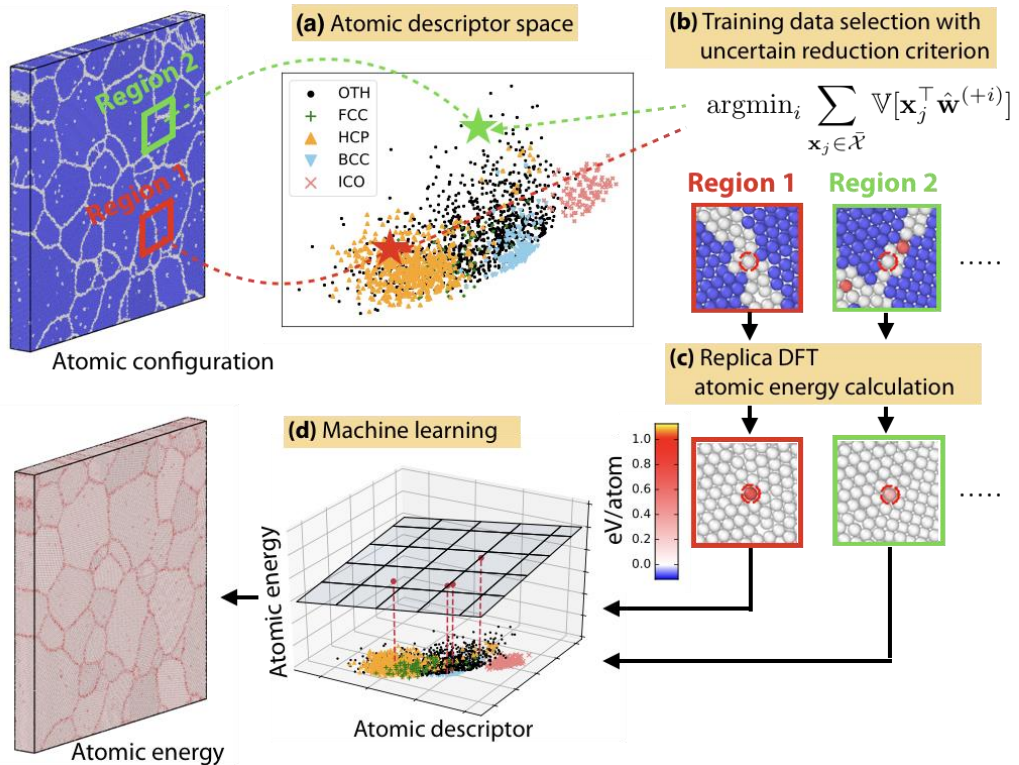 (a) Atomic descriptor space
(b) Training data selection with
uncertain reduction criterion
argmin_i ∑_{x_j∈X̄} 𝕍[x_j^⊤ ŵ^{(+i)}]
Region 2
Region 1
OTH
FCC
HCP
BCC
ICO
Region 1
Region 2
.....
Atomic configuration
(c) Replica DFT
atomic energy calculation
(d) Machine learning
eV/atom
1.0
0.8
0.6
0.4
0.2
0.0
.....
Atomic energy
Atomic descriptor
Atomic energy